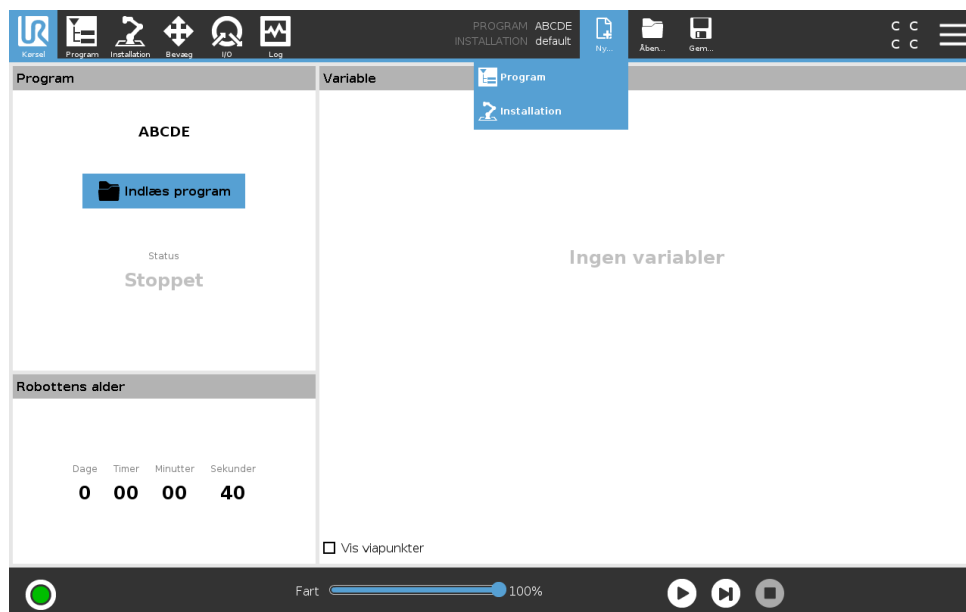 UR
Kørsel
Program
Installation
Bevæg
I/O
Log
PROGRAM ABCDE
INSTALLATION default
Ny...
Åben...
Gem...
C C
C C
Program
Installation
Program
ABCDE
Indlæs program
Status
Stoppet
Robottens alder
Dage Timer Minutter Sekunder
0 00 00 40
Variable
Ingen variabler
Vis viapunkter
Fart 100%